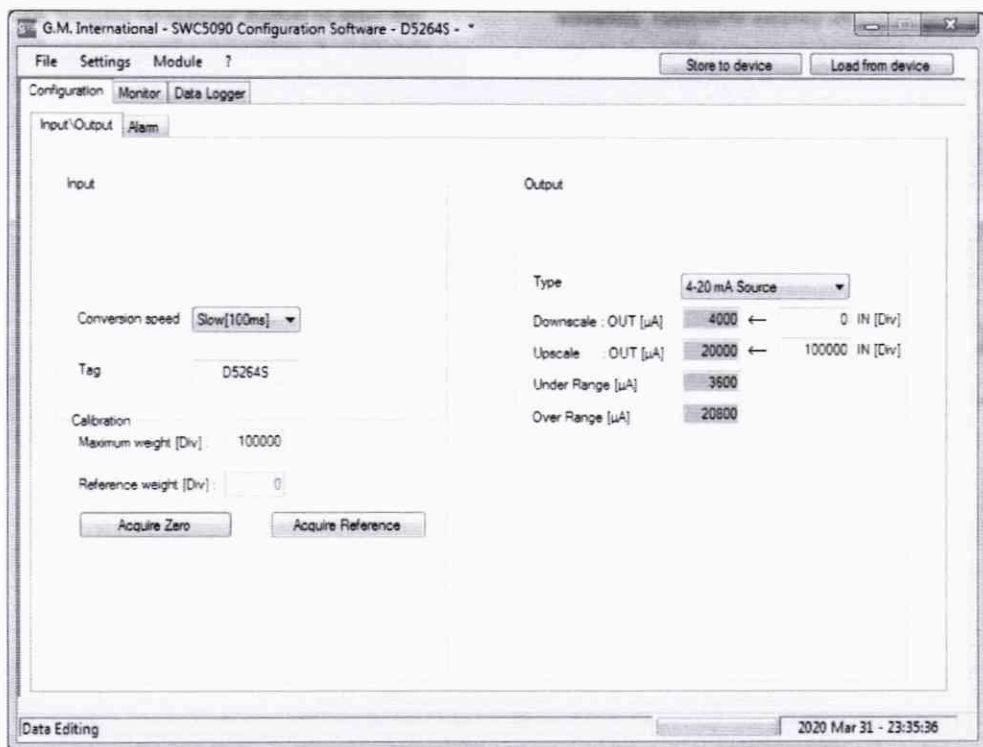 G.M. International - SWC5090 Configuration Software - D5264S - *
File Settings Module ?
Store to device Load from device
Configuration Monitor Data Logger
Input\Output Alarm
Input
Conversion speed Slow[100ms]
Tag D5264S
Calibration
Maximum weight [Div] : 100000
Reference weight [Div] : 0
Acquire Zero Acquire Reference
Output
Type 4-20 mA Source
Downscale : OUT [µA] 4000 ← 0 IN [Div]
Upscale : OUT [µA] 20000 ← 100000 IN [Div]
Under Range [µA] 3600
Over Range [µA] 20800
Data Editing 2020 Mar 31 - 23:35:36